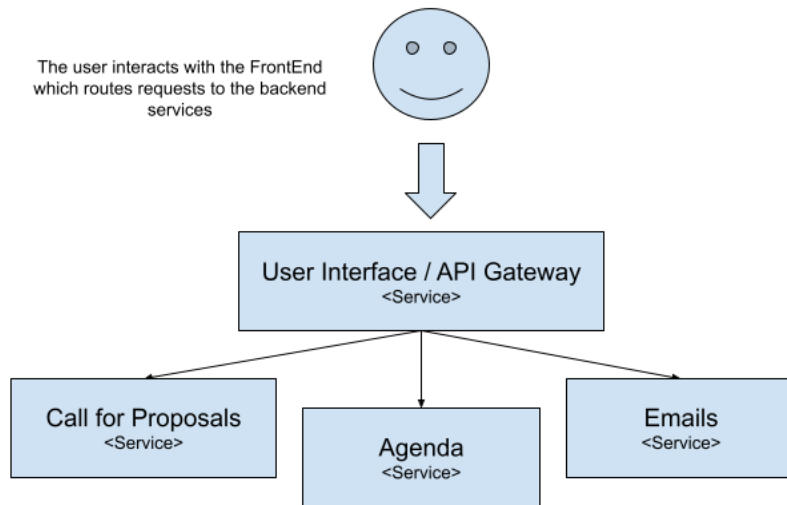 The user interacts with the FrontEnd
which routes requests to the backend
services
User Interface / API Gateway
<Service>
Call for Proposals
<Service>
Agenda
<Service>
Emails
<Service>